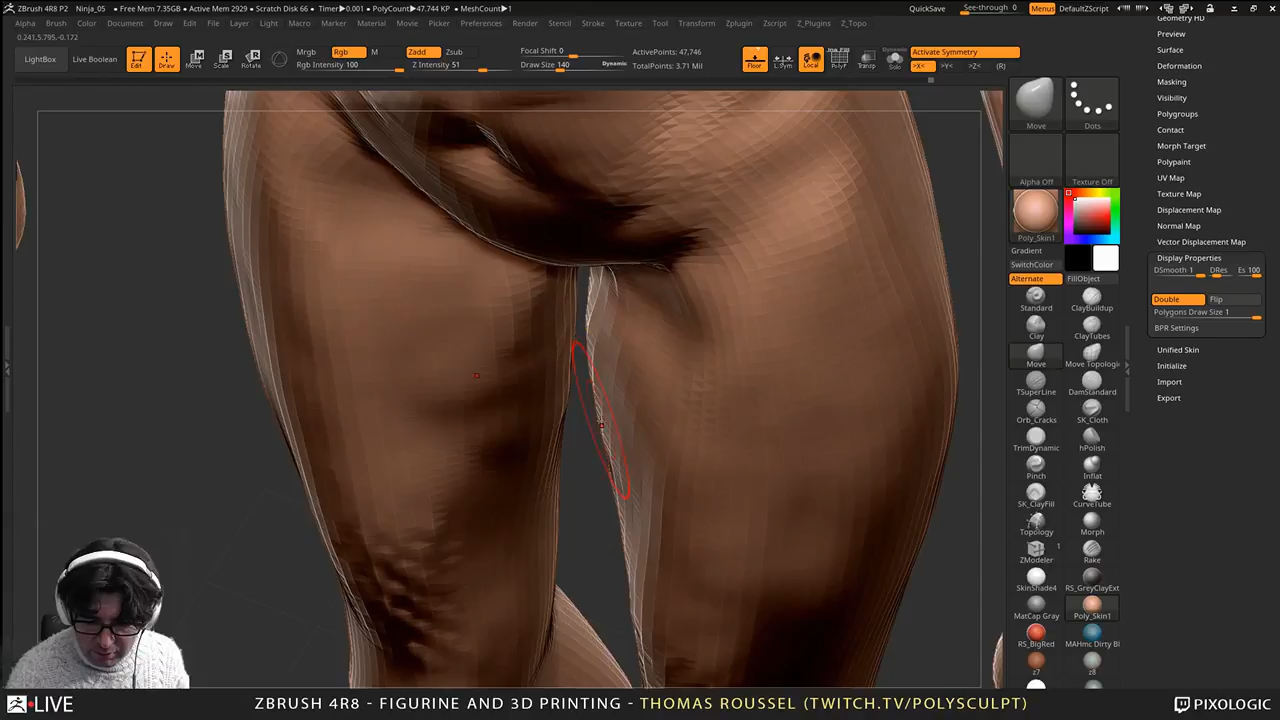 ZBrush 4R8 P2 Ninja_05 ● Free Mem 7.35GB ● Active Mem 2929 ● Scratch Disk 66 ● Timer▶0.001 ● PolyCount▶47.744 KP ● MeshCount▶1 QuickSave See-through 0 Menus DefaultZScript
Alpha Brush Color Document Draw Edit File Layer Light Macro Marker Material Movie Picker Preferences Render Stencil Stroke Texture Tool Transform Zplugin Zscript Z_Plugins Z_Topo
0.241,5.795,-0.172
LightBox Live Boolean Edit Draw Move Scale Rotate
Mrgb Rgb M
Rgb Intensity 100
Zadd Zsub
Z Intensity 51
Focal Shift 0
Draw Size 140 Dynamic
ActivePoints: 47,746
TotalPoints: 3.71 Mil
Floor L.Sym Local PolyF Transp Dynamic Solo
Activate Symmetry
>X< >Y< >Z< (R)
Move Dots
Alpha Off Texture Off
Poly_Skin1
Gradient
SwitchColor
Alternate FillObject
Standard ClayBuildup
Clay ClayTubes
Move Move Topologic
TSuperLine DamStandard
Orb_Cracks SK_Cloth
TrimDynamic hPolish
Pinch Inflat
SK_ClayFill CurveTube
Topology Morph
1
ZModeler Rake
SkinShade4 RS_GreyClayExt
MatCap Gray Poly_Skin1
RS_BigRed MAHmc Dirty Bl
z7 z8
Geometry HD
Preview
Surface
Deformation
Masking
Visibility
Polygroups
Contact
Morph Target
Polypaint
UV Map
Texture Map
Displacement Map
Normal Map
Vector Displacement Map
Display Properties
DSmooth 1 DRes Es 100
Double Flip
Polygons Draw Size 1
BPR Settings
Unified Skin
Initialize
Import
Export
LIVE
ZBRUSH 4R8 - FIGURINE AND 3D PRINTING - THOMAS ROUSSEL (TWITCH.TV/POLYSCULPT)
PIXOLOGIC